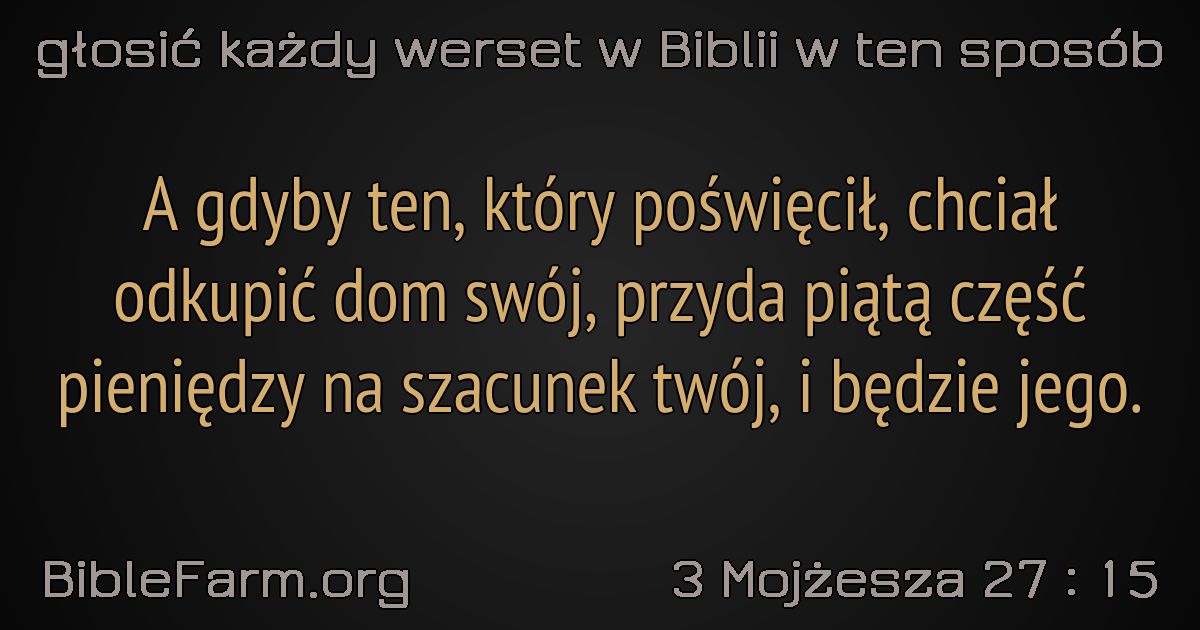 głosić każdy werset w Biblii w ten sposób
A gdyby ten, który poświęcił, chciał
odkupić dom swój, przyda piątą część
pieniędzy na szacunek twój, i będzie jego.
BibleFarm.org
3 Mojżesza 27 : 15